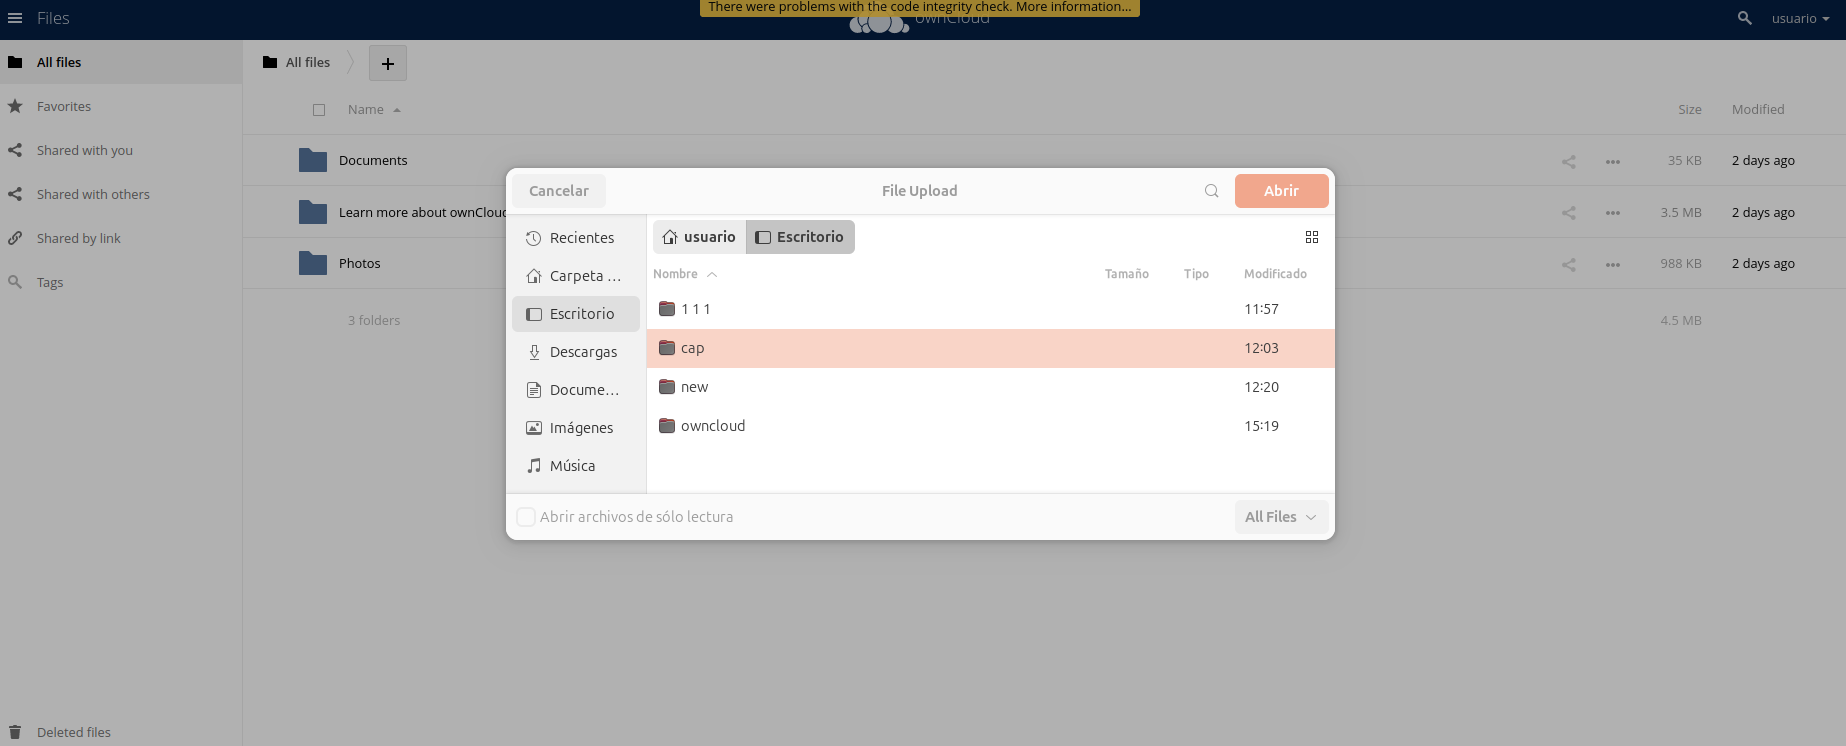 There were problems with the code integrity check. More information...
Files
ownCloud
usuario
All files
Favorites
Shared with you
Shared with others
Shared by link
Tags
Deleted files
All files
+
Name
Size
Modified
Documents
35 KB
2 days ago
Learn more about ownCloud
3.5 MB
2 days ago
Photos
988 KB
2 days ago
3 folders
4.5 MB
Cancelar
File Upload
Abrir
Recientes
Carpeta ...
Escritorio
Descargas
Docume...
Imágenes
Música
usuario
Escritorio
Nombre
Tamaño
Tipo
Modificado
1 1 1
11:57
cap
12:03
new
12:20
owncloud
15:19
Abrir archivos de sólo lectura
All Files